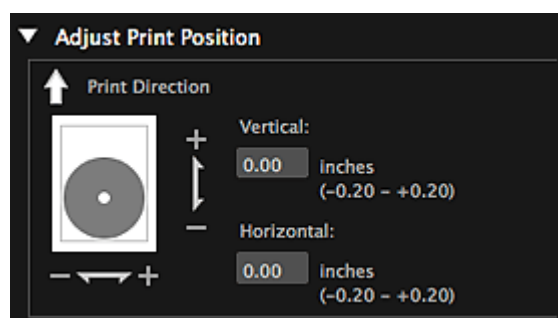 ▼ Adjust Print Position
Print Direction
Vertical:
0.00 inches
(–0.20 – +0.20)
Horizontal:
0.00 inches
(–0.20 – +0.20)
+
–
– +